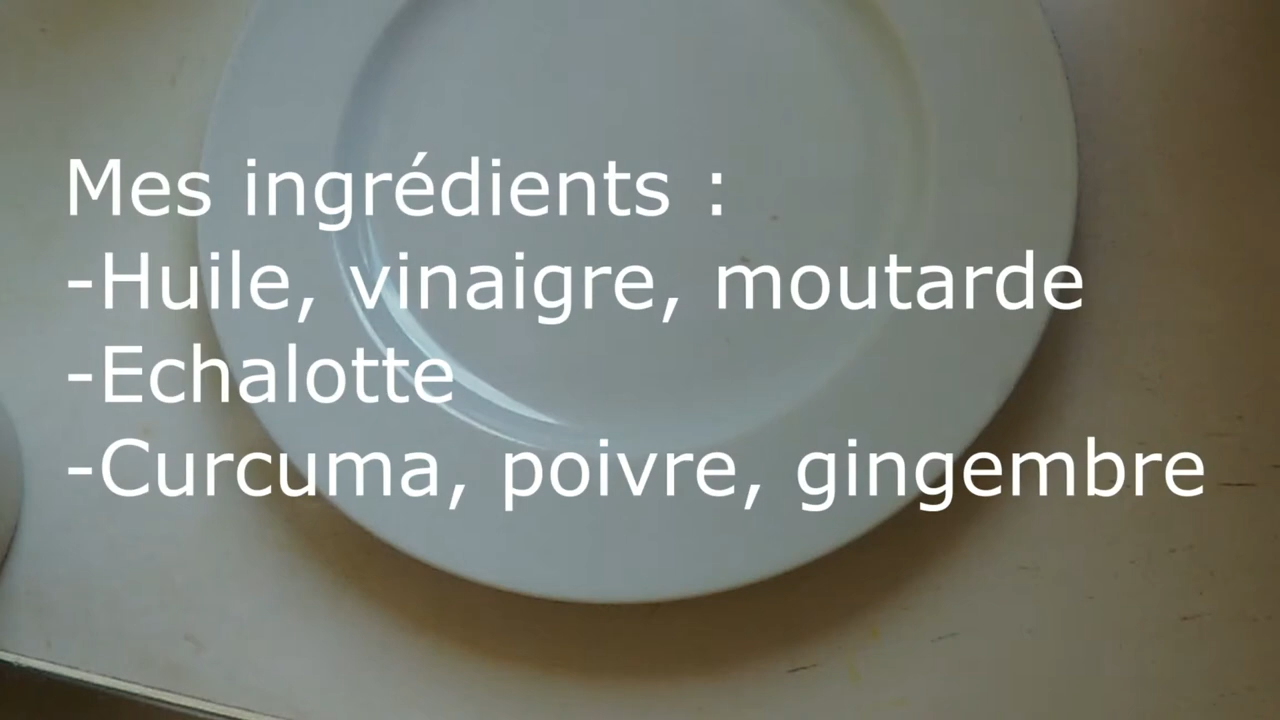 Mes ingrédients :
-Huile, vinaigre, moutarde
-Echalotte
-Curcuma, poivre, gingembre